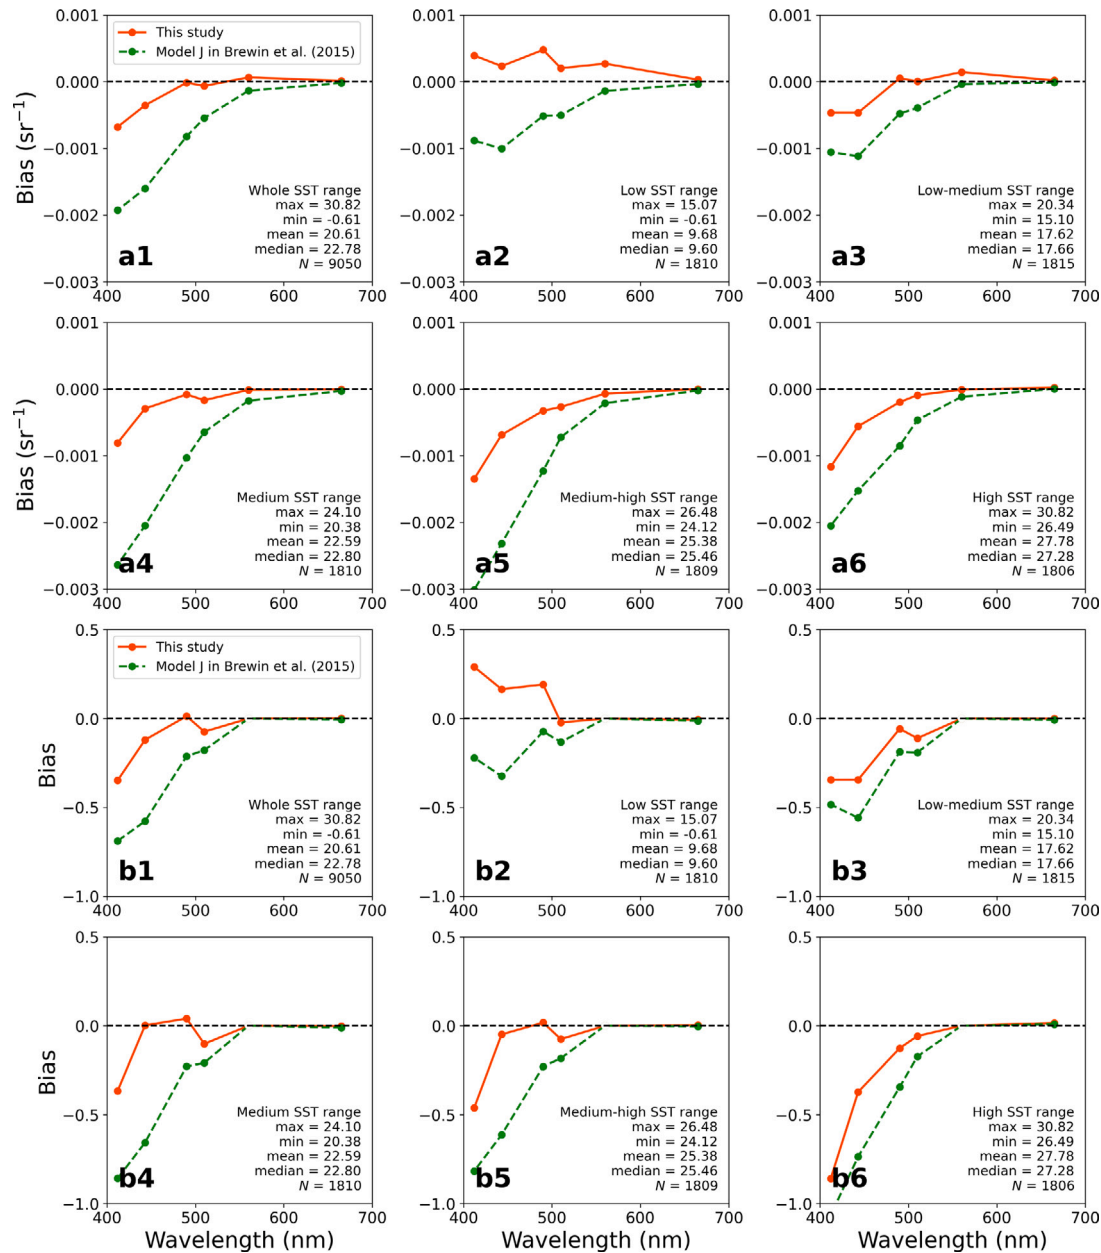 0.001
0.000
−0.001
−0.002
−0.003
Bias (sr⁻¹)
This study
Model J in Brewin et al. (2015)
Whole SST range
max = 30.82
min = -0.61
mean = 20.61
median = 22.78
N = 9050
a1
400 500 600 700
0.001
0.000
−0.001
−0.002
−0.003
Low SST range
max = 15.07
min = -0.61
mean = 9.68
median = 9.60
N = 1810
a2
400 500 600 700
0.001
0.000
−0.001
−0.002
−0.003
Low-medium SST range
max = 20.34
min = 15.10
mean = 17.62
median = 17.66
N = 1815
a3
400 500 600 700
0.001
0.000
−0.001
−0.002
−0.003
Bias (sr⁻¹)
Medium SST range
max = 24.10
min = 20.38
mean = 22.59
median = 22.80
N = 1810
a4
400 500 600 700
0.001
0.000
−0.001
−0.002
−0.003
Medium-high SST range
max = 26.48
min = 24.12
mean = 25.38
median = 25.46
N = 1809
a5
400 500 600 700
0.001
0.000
−0.001
−0.002
−0.003
High SST range
max = 30.82
min = 26.49
mean = 27.78
median = 27.28
N = 1806
a6
400 500 600 700
0.5
0.0
−0.5
−1.0
Bias
This study
Model J in Brewin et al. (2015)
Whole SST range
max = 30.82
min = -0.61
mean = 20.61
median = 22.78
N = 9050
b1
400 500 600 700
0.5
0.0
−0.5
−1.0
Low SST range
max = 15.07
min = -0.61
mean = 9.68
median = 9.60
N = 1810
b2
400 500 600 700
0.5
0.0
−0.5
−1.0
Low-medium SST range
max = 20.34
min = 15.10
mean = 17.62
median = 17.66
N = 1815
b3
400 500 600 700
0.5
0.0
−0.5
−1.0
Bias
Medium SST range
max = 24.10
min = 20.38
mean = 22.59
median = 22.80
N = 1810
b4
400 500 600 700
Wavelength (nm)
0.5
0.0
−0.5
−1.0
Medium-high SST range
max = 26.48
min = 24.12
mean = 25.38
median = 25.46
N = 1809
b5
400 500 600 700
Wavelength (nm)
0.5
0.0
−0.5
−1.0
High SST range
max = 30.82
min = 26.49
mean = 27.78
median = 27.28
N = 1806
b6
400 500 600 700
Wavelength (nm)